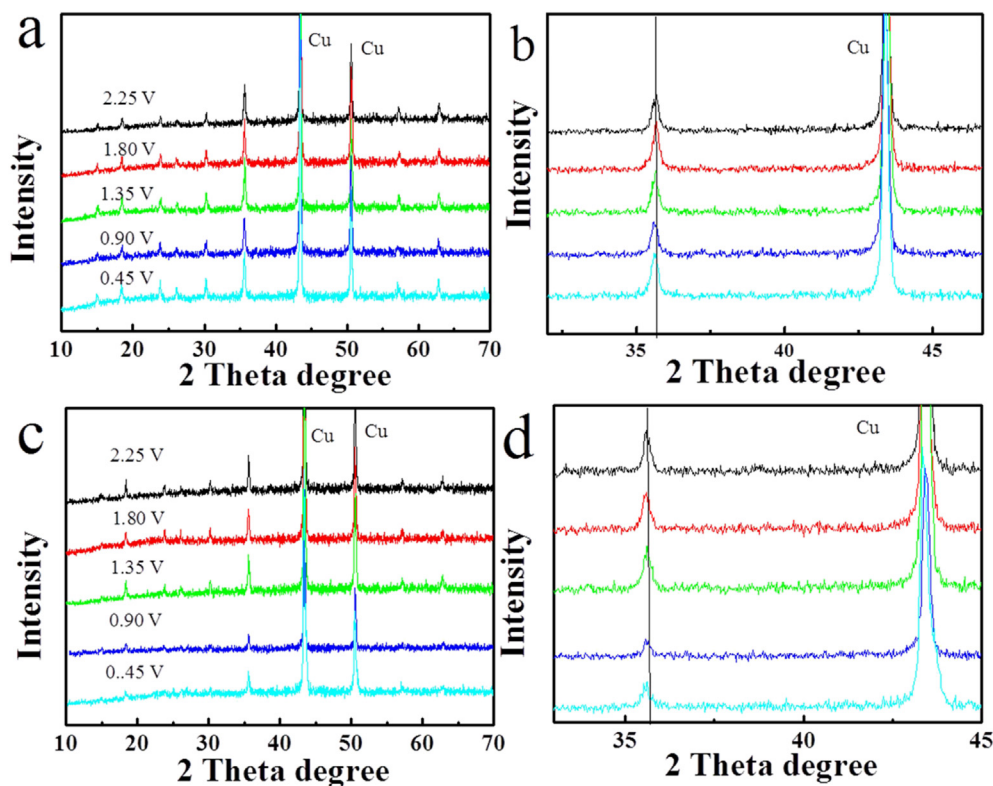 a
Cu
Cu
2.25 V
1.80 V
1.35 V
0.90 V
0.45 V
Intensity
10 20 30 40 50 60 70
2 Theta degree
b
Cu
Intensity
35 40 45
2 Theta degree
c
Cu
Cu
2.25 V
1.80 V
1.35 V
0.90 V
0..45 V
Intensity
10 20 30 40 50 60 70
2 Theta degree
d
Cu
Intensity
35 40 45
2 Theta degree